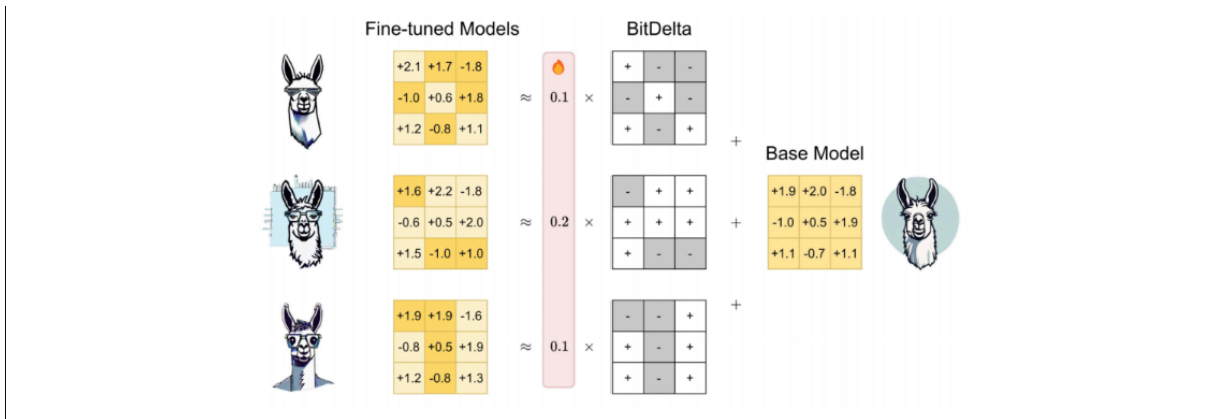 Fine-tuned Models BitDelta
+2.1 +1.7 -1.8 + - -
-1.0 +0.6 +1.8 ≈ 0.1 × - + -
+1.2 -0.8 +1.1 + - +
+
Base Model
+1.6 +2.2 -1.8 - + + +1.9 +2.0 -1.8
-0.6 +0.5 +2.0 ≈ 0.2 × + + + + -1.0 +0.5 +1.9
+1.5 -1.0 +1.0 + - - +1.1 -0.7 +1.1
+
+1.9 +1.9 -1.6 - - +
-0.8 +0.5 +1.9 ≈ 0.1 × + - +
+1.2 -0.8 +1.3 + - +